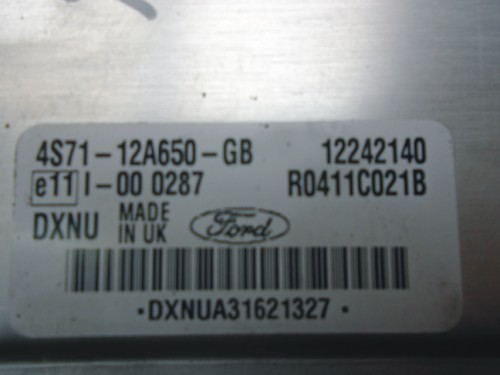 4S71-12A650-GB 12242140
e11 I-00 0287 R0411C021B
DXNU MADE IN UK Ford
·DXNUA31621327·